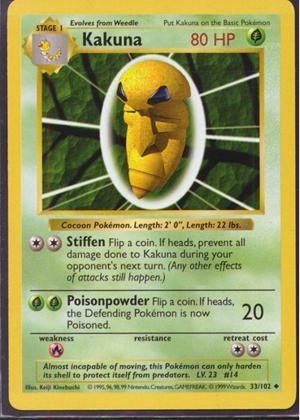 STAGE 1
Evolves from Weedle
Put Kakuna on the Basic Pokémon
Kakuna
80 HP
Cocoon Pokémon. Length: 2' 0", Length: 22 lbs.
Stiffen Flip a coin. If heads, prevent all
damage done to Kakuna during your
opponent's next turn. (Any other effects
of attacks still happen.)
Poisonpowder Flip a coin. If heads,
the Defending Pokémon is now
Poisoned.
20
weakness
resistance
retreat cost
Almost incapable of moving, this Pokémon can only harden
its shell to protect itself from predators. LV. 23 #14
Illus. Keiji Kinebuchi
©1995, 96, 98, 99 Nintendo, Creatures, GAMEFREAK. ©1999 Wizards.
33/102